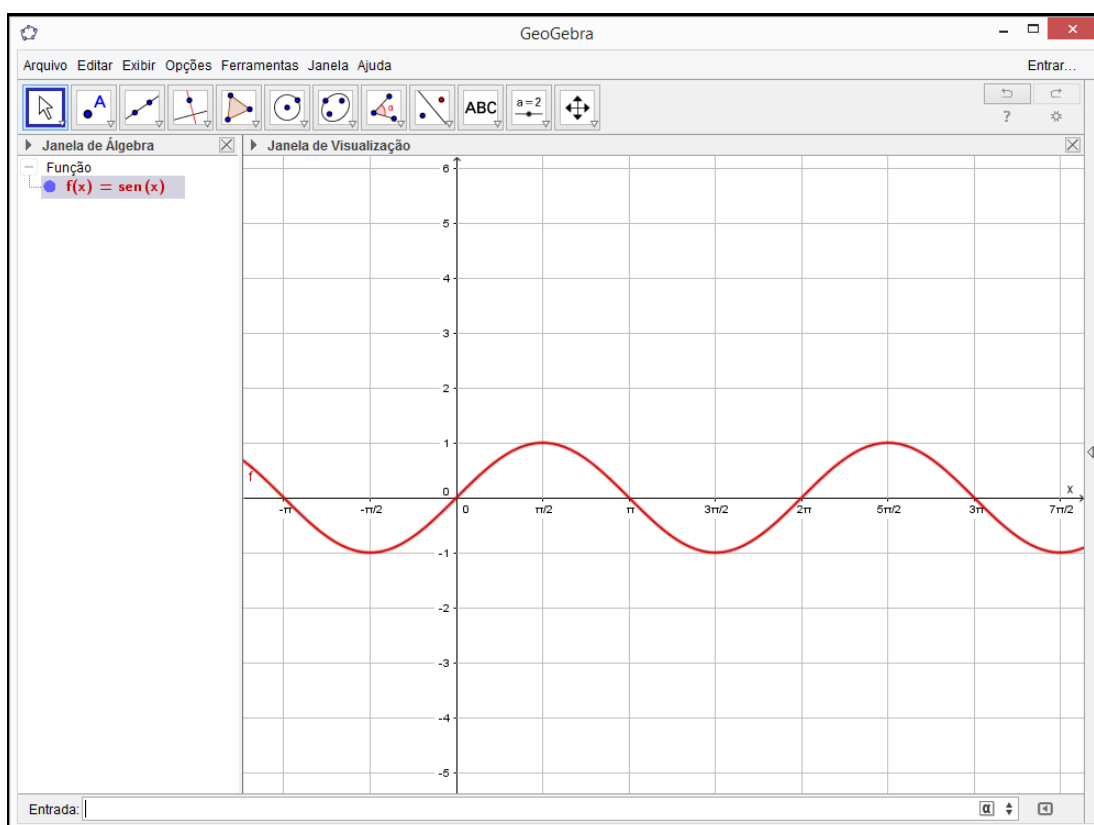 GeoGebra
Arquivo Editar Exibir Opções Ferramentas Janela Ajuda Entrar...
A ABC a=2 α ?
Janela de Álgebra
Janela de Visualização
Função
f(x) = sen(x)
6
5
4
3
2
1
0
-1
-2
-3
-4
-5
f
x
-π -π/2 0 π/2 π 3π/2 2π 5π/2 3π 7π/2
Entrada: α